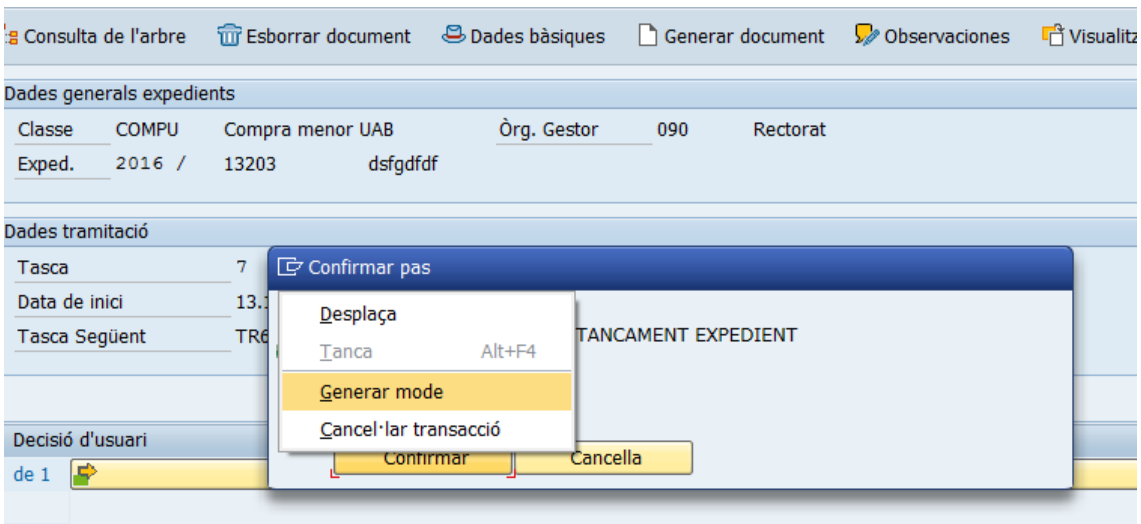 Consulta de l'arbre Esborrar document Dades bàsiques Generar document Observaciones
Dades generals expedients
Classe COMPU Compra menor UAB Òrg. Gestor 090 Rectorat
Exped. 2016 / 13203 dsfgdfdf
Dades tramitació
Tasca 7
Confirmar pas
Data de inici
Desplaça
Tasca Següent
TANCAMENT EXPEDIENT
Tanca Alt+F4
Generar mode
Cancel·lar transacció
Decisió d'usuari
Confirmar Cancella
de 1